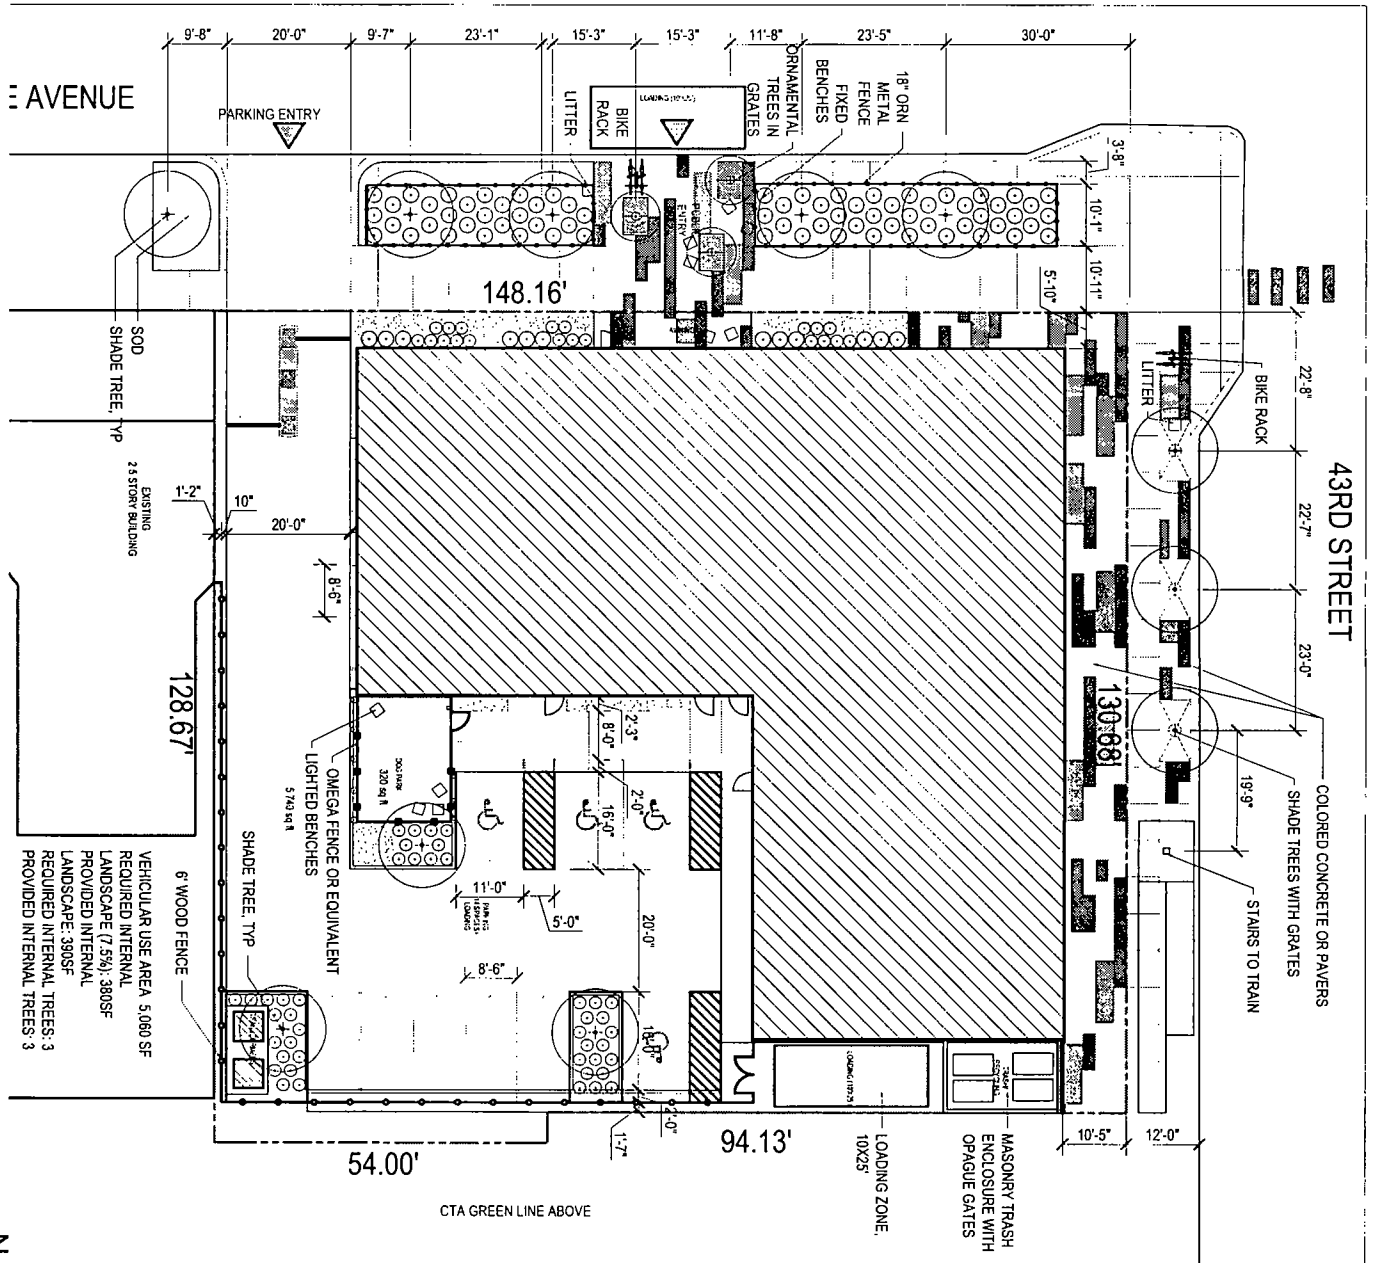 9'-8"
20'-0"
9'-7"
23'-1"
15'-3"
15'-3"
11'-8"
23'-5"
30'-0"
E AVENUE
PARKING ENTRY
LITTER
BIKE
RACK
ORNAMENTAL
TREES IN
GRATES
FIXED
BENCHES
18" ORN
METAL
FENCE
3'-8"
10'-1"
10'-11"
5'-10"
ENTRY
148.16'
SOD
SHADE TREE, TYP
LITTER
BIKE RACK
22'-8"
22'-7"
23'-0"
19'-9"
43RD STREET
EXISTING
2.5 STORY BUILDING
1'-2"
10"
20'-0"
8'-6"
128.67'
130.68'
COLORED CONCRETE OR PAVERS
SHADE TREES WITH GRATES
STAIRS TO TRAIN
DOG PARK
320 sq ft
OMEGA FENCE OR EQUIVALENT
LIGHTED BENCHES
5 740 sq ft
2'-3"
8'-0"
2'-0"
16'-0"
11'-0"
5'-0"
20'-0"
8'-6"
LOADING
SHADE TREE, TYP
6' WOOD FENCE
VEHICULAR USE AREA 5,060 SF
REQUIRED INTERNAL
LANDSCAPE (7.5%): 380SF
PROVIDED INTERNAL
LANDSCAPE: 390SF
REQUIRED INTERNAL TREES: 3
PROVIDED INTERNAL TREES: 3
2'-0"
1'-7"
54.00'
94.13'
LOADING ZONE,
10X25'
MASONRY TRASH
ENCLOSURE WITH
OPAGUE GATES
10'-5"
12'-0"
CTA GREEN LINE ABOVE